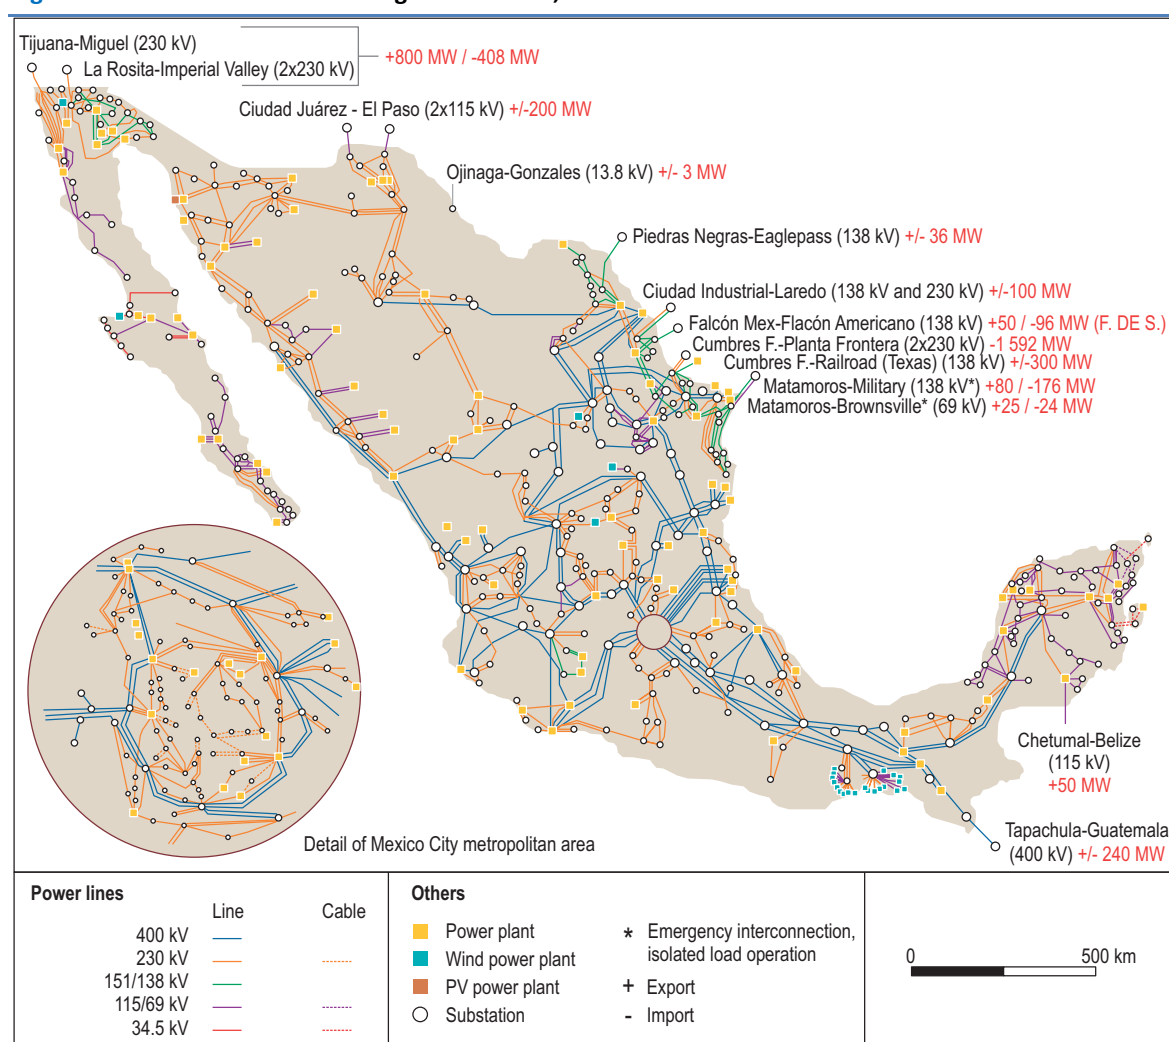 Tijuana-Miguel (230 kV)
La Rosita-Imperial Valley (2x230 kV)
+800 MW / -408 MW
Ciudad Juárez - El Paso (2x115 kV) +/-200 MW
Ojinaga-Gonzales (13.8 kV) +/- 3 MW
Piedras Negras-Eaglepass (138 kV) +/- 36 MW
Ciudad Industrial-Laredo (138 kV and 230 kV) +/-100 MW
Falcón Mex-Flacón Americano (138 kV) +50 / -96 MW (F. DE S.)
Cumbres F.-Planta Frontera (2x230 kV) -1 592 MW
Cumbres F.-Railroad (Texas) (138 kV) +/-300 MW
Matamoros-Military (138 kV*) +80 / -176 MW
Matamoros-Brownsville* (69 kV) +25 / -24 MW
Chetumal-Belize
(115 kV)
+50 MW
Tapachula-Guatemala
(400 kV) +/- 240 MW
Detail of Mexico City metropolitan area
Power lines
Line Cable
400 kV
230 kV
151/138 kV
115/69 kV
34.5 kV
Others
Power plant
Wind power plant
PV power plant
Substation
* Emergency interconnection,
isolated load operation
+ Export
- Import
0 500 km